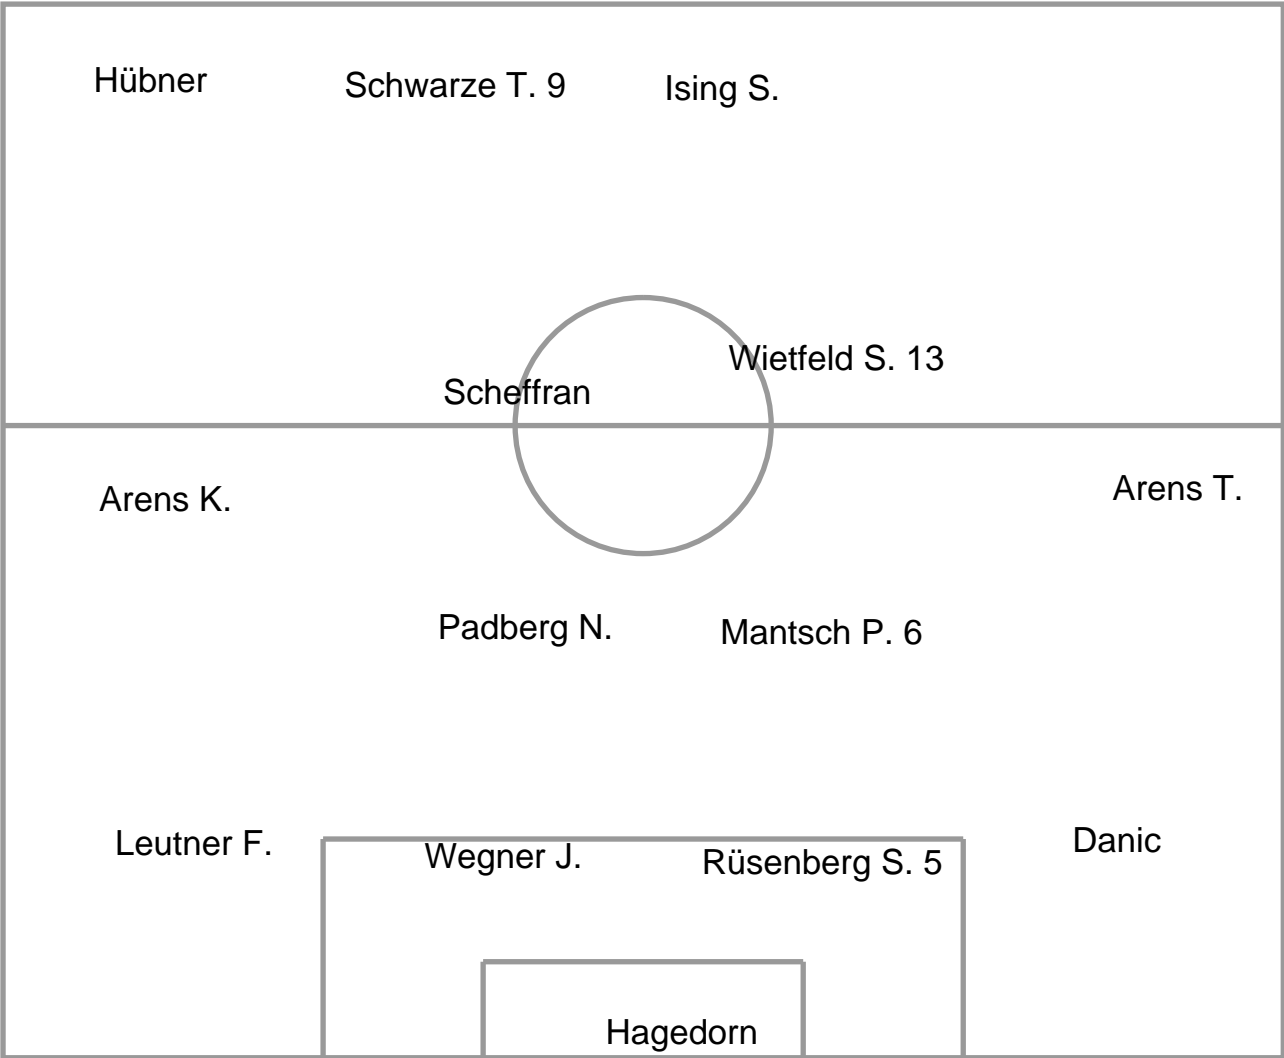 Hübner
Schwarze T. 9
Ising S.
Wietfeld S. 13
Scheffran
Arens K.
Arens T.
Padberg N.
Mantsch P. 6
Leutner F.
Wegner J.
Rüsenberg S. 5
Danic
Hagedorn